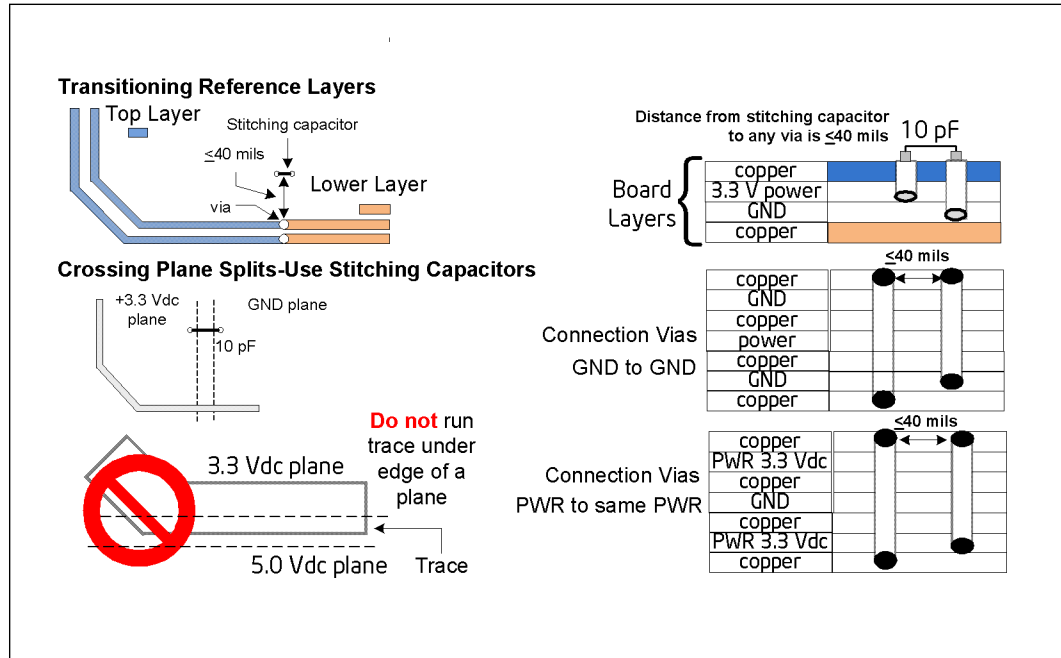 Transitioning Reference Layers
Top Layer
Stitching capacitor
≤40 mils
Lower Layer
via
Crossing Plane Splits-Use Stitching Capacitors
+3.3 Vdc
plane
GND plane
10 pF
Do not run
trace under
edge of a
plane
3.3 Vdc plane
5.0 Vdc plane
Trace
Distance from stitching capacitor
to any via is ≤40 mils
10 pF
Board
Layers
copper
3.3 V power
GND
copper
≤40 mils
Connection Vias
GND to GND
copper
GND
copper
power
copper
GND
copper
≤40 mils
Connection Vias
PWR to same PWR
copper
PWR 3.3 Vdc
copper
GND
copper
PWR 3.3 Vdc
copper